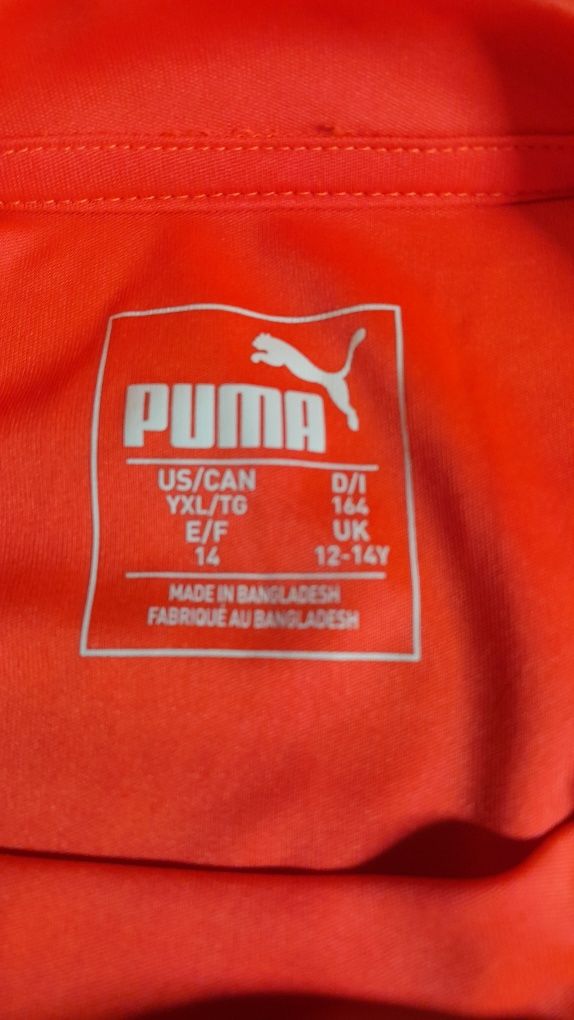 PUMA
US/CAN D/I
YXL/TG 164
E/F UK
14 12-14Y
MADE IN BANGLADESH
FABRIQUÉ AU BANGLADESH